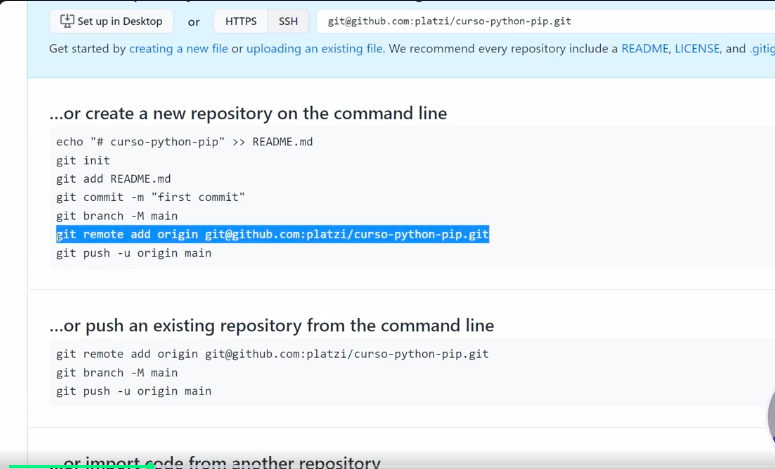 Set up in Desktop or HTTPS SSH git@github.com:platzi/curso-python-pip.git
Get started by creating a new file or uploading an existing file. We recommend every repository include a README, LICENSE, and .gitig
...or create a new repository on the command line
echo "# curso-python-pip" >> README.md
git init
git add README.md
git commit -m "first commit"
git branch -M main
git remote add origin git@github.com:platzi/curso-python-pip.git
git push -u origin main
...or push an existing repository from the command line
git remote add origin git@github.com:platzi/curso-python-pip.git
git branch -M main
git push -u origin main
...or import code from another repository